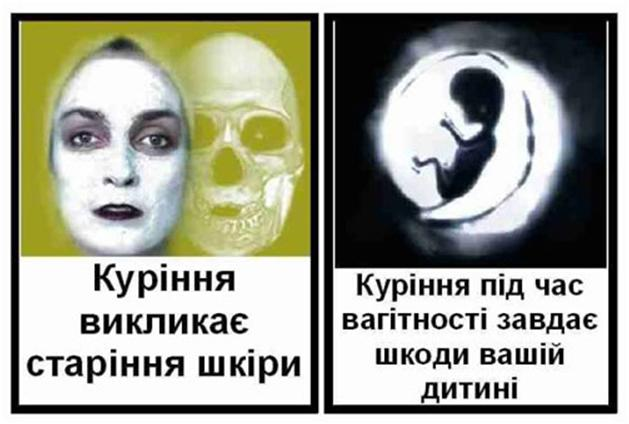 Куріння
викликає
старіння шкіри
Куріння під час
вагітності завдає
шкоди вашій
дитині